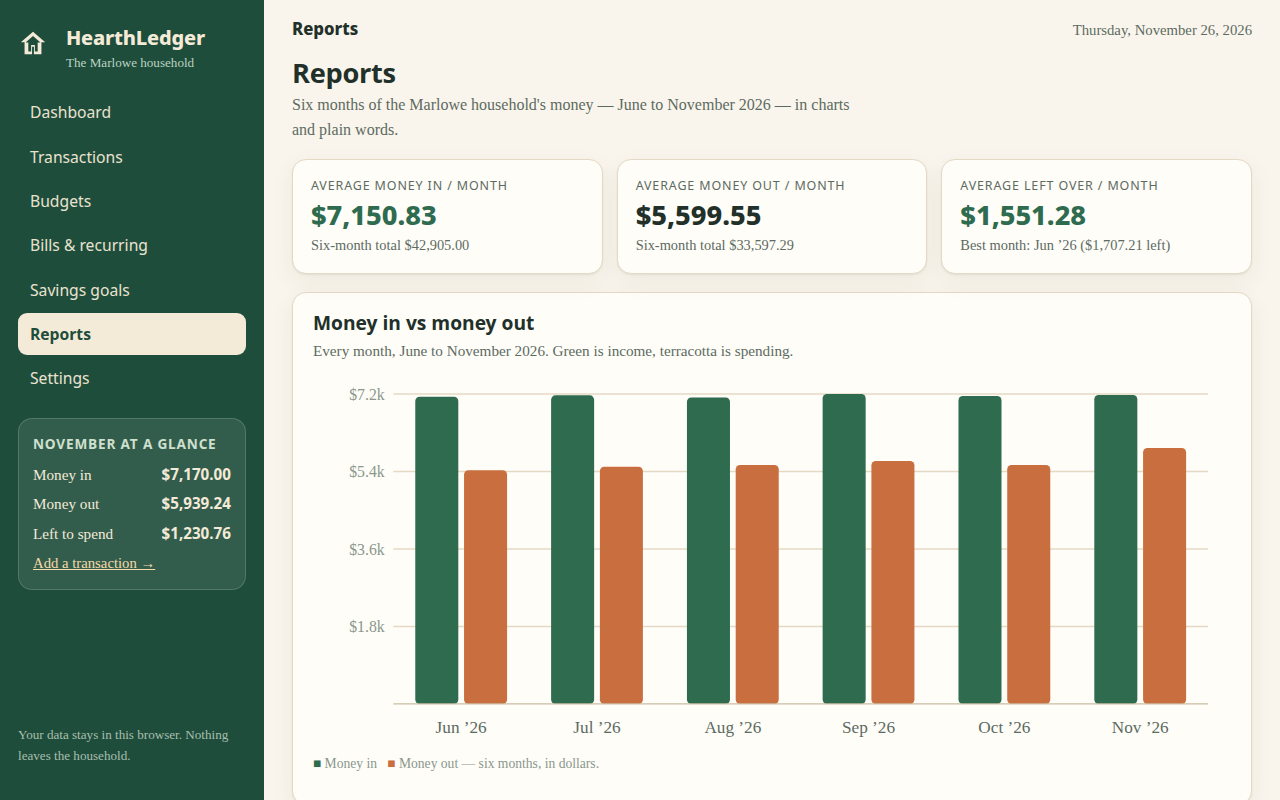 HearthLedger
The Marlowe household
Dashboard
Transactions
Budgets
Bills & recurring
Savings goals
Reports
Settings
NOVEMBER AT A GLANCE
Money in $7,170.00
Money out $5,939.24
Left to spend $1,230.76
Add a transaction →
Your data stays in this browser. Nothing
leaves the household.
Reports
Thursday, November 26, 2026
Reports
Six months of the Marlowe household's money — June to November 2026 — in charts
and plain words.
AVERAGE MONEY IN / MONTH
$7,150.83
Six-month total $42,905.00
AVERAGE MONEY OUT / MONTH
$5,599.55
Six-month total $33,597.29
AVERAGE LEFT OVER / MONTH
$1,551.28
Best month: Jun ’26 ($1,707.21 left)
Money in vs money out
Every month, June to November 2026. Green is income, terracotta is spending.
$7.2k
$5.4k
$3.6k
$1.8k
Jun ’26 Jul ’26 Aug ’26 Sep ’26 Oct ’26 Nov ’26
■ Money in ■ Money out — six months, in dollars.